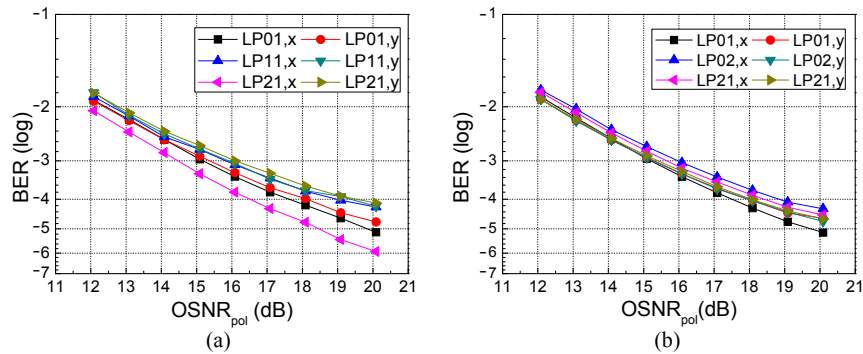 −1
−2
−3
−4
−5
−6
−7
BER (log)
LP01,x
LP01,y
LP11,x
LP11,y
LP21,x
LP21,y
11 12 13 14 15 16 17 18 19 20 21
OSNRpol (dB)
(a)
−1
−2
−3
−4
−5
−6
−7
BER (log)
LP01,x
LP01,y
LP02,x
LP02,y
LP21,x
LP21,y
11 12 13 14 15 16 17 18 19 20 21
OSNRpol(dB)
(b)